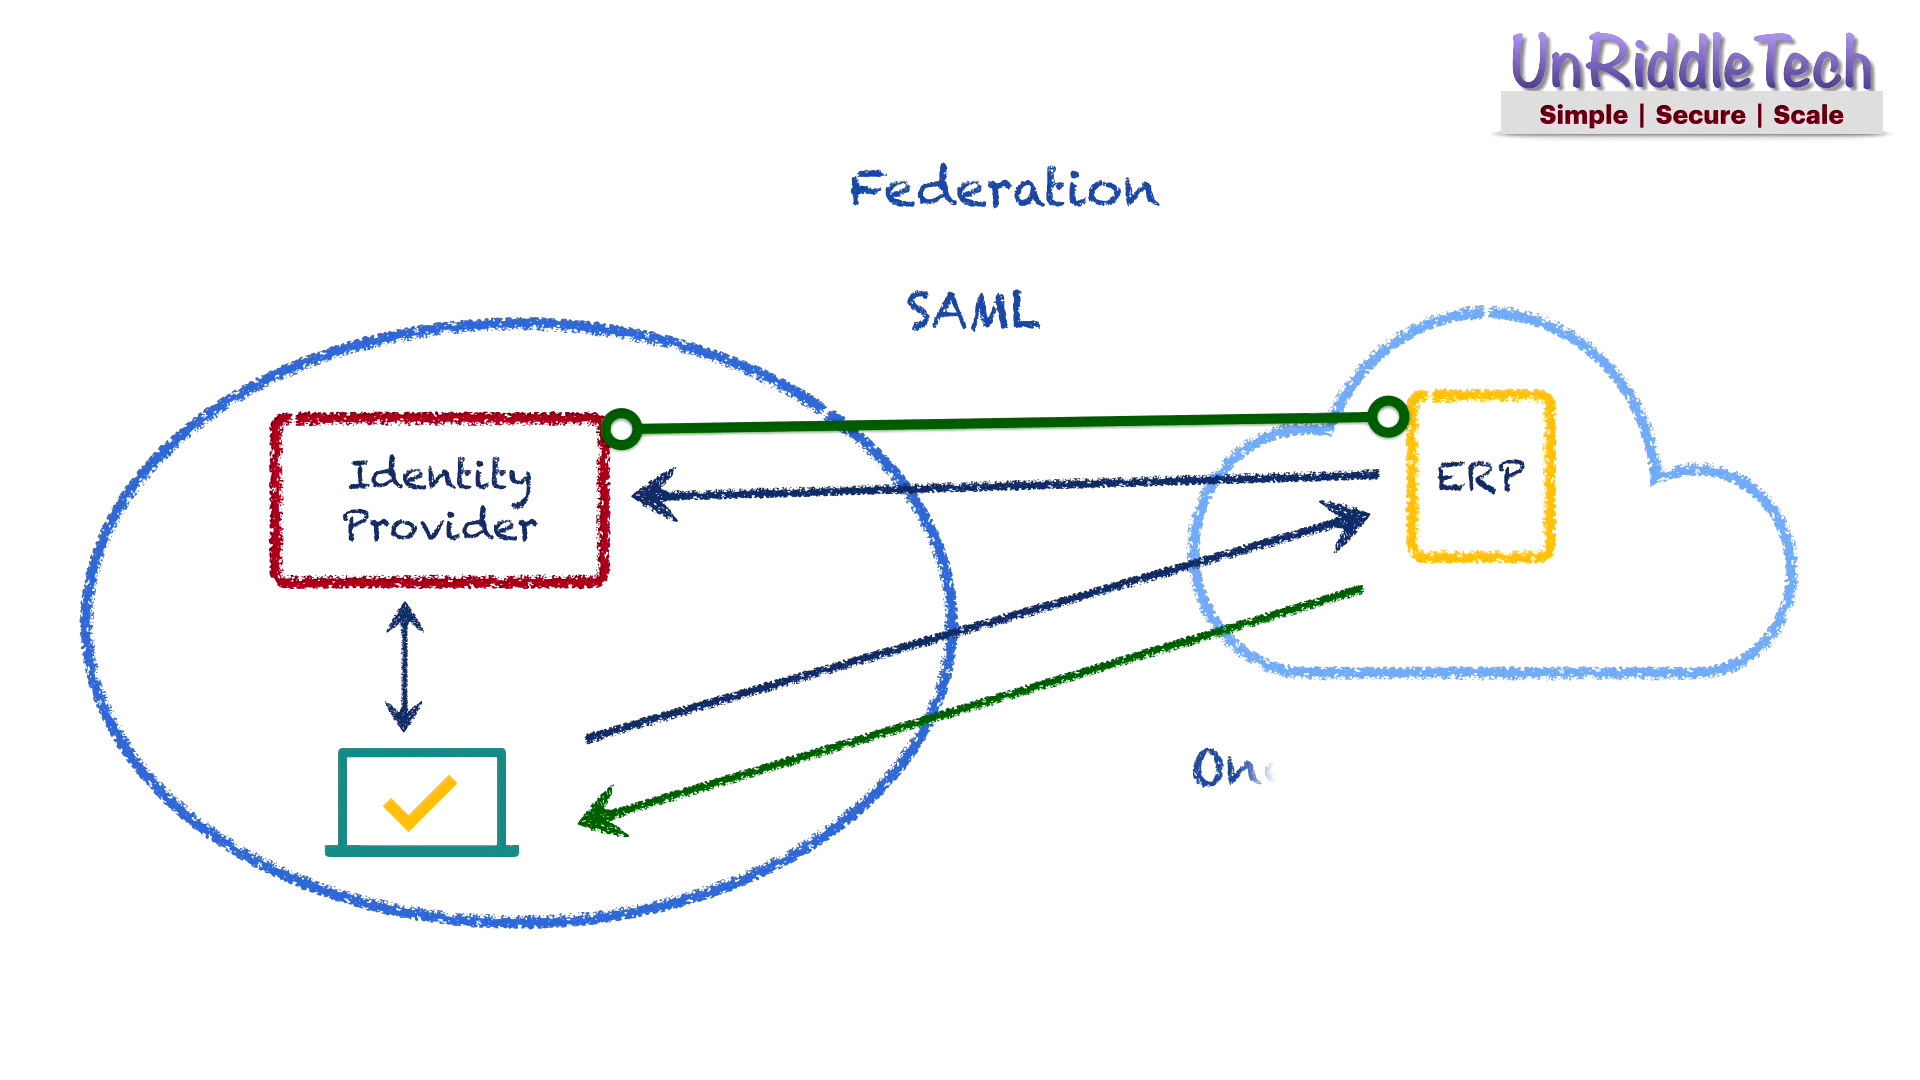 UnRiddleTech
Simple | Secure | Scale
Federation
SAML
Identity
Provider
ERP